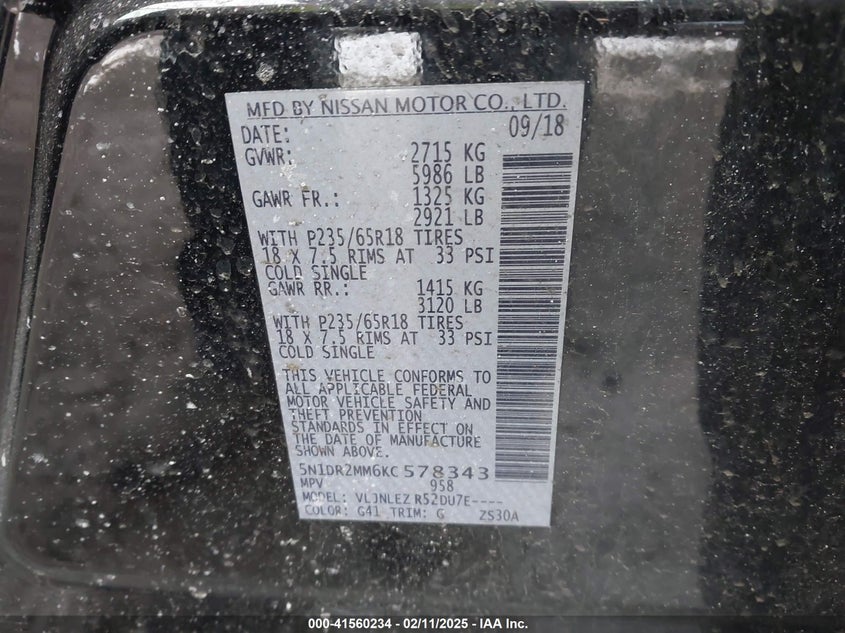 MFD BY NISSAN MOTOR CO., LTD.
DATE: 09/18
GVWR: 2715 KG
5986 LB
GAWR FR.: 1325 KG
2921 LB
WITH P235/65R18 TIRES
18 X 7.5 RIMS AT 33 PSI
COLD SINGLE
GAWR RR.: 1415 KG
3120 LB
WITH P235/65R18 TIRES
18 X 7.5 RIMS AT 33 PSI
COLD SINGLE
THIS VEHICLE CONFORMS TO
ALL APPLICABLE FEDERAL
MOTOR VEHICLE SAFETY AND
THEFT PREVENTION
STANDARDS IN EFFECT ON
THE DATE OF MANUFACTURE
SHOWN ABOVE.
5N1DR2MM6KC578343
MPV 958
MODEL: VLJNLEZ R52DU7E----
COLOR: G41 TRIM: G ZS30A
000-41560234 - 02/11/2025 - IAA Inc.